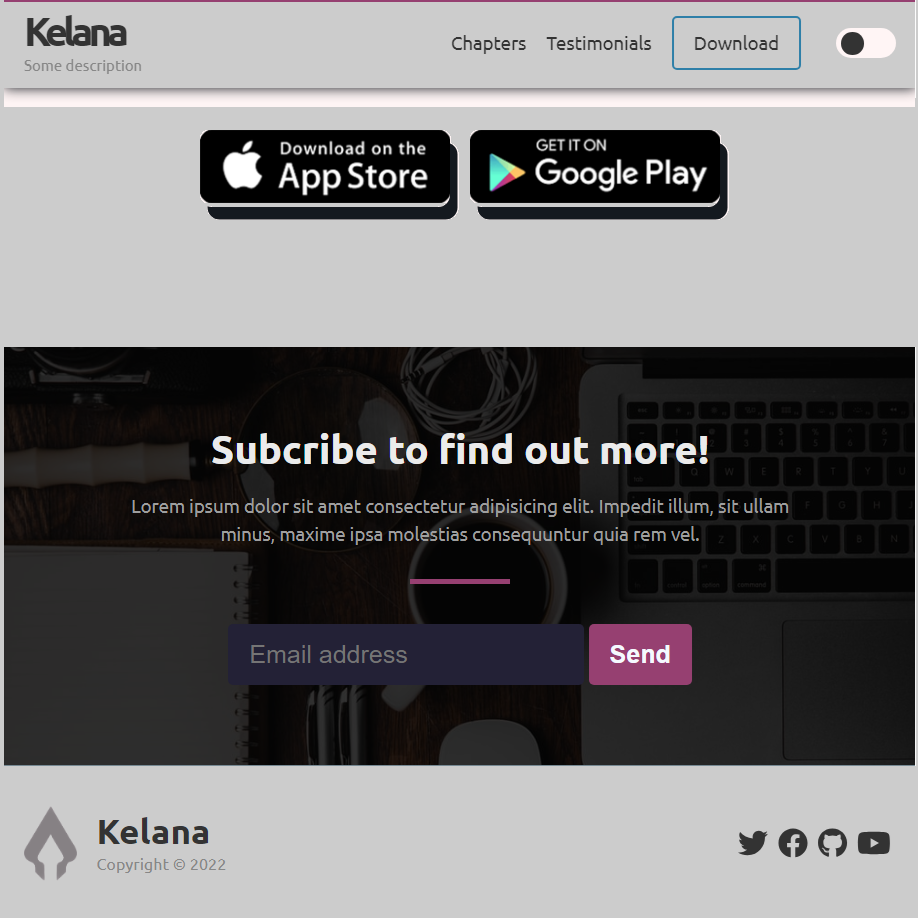 Kelana
Some description
Chapters Testimonials Download
Download on the
App Store
GET IT ON
Google Play
Subcribe to find out more!
Lorem ipsum dolor sit amet consectetur adipisicing elit. Impedit illum, sit ullam
minus, maxime ipsa molestias consequuntur quia rem vel.
Email address
Send
Kelana
Copyright © 2022